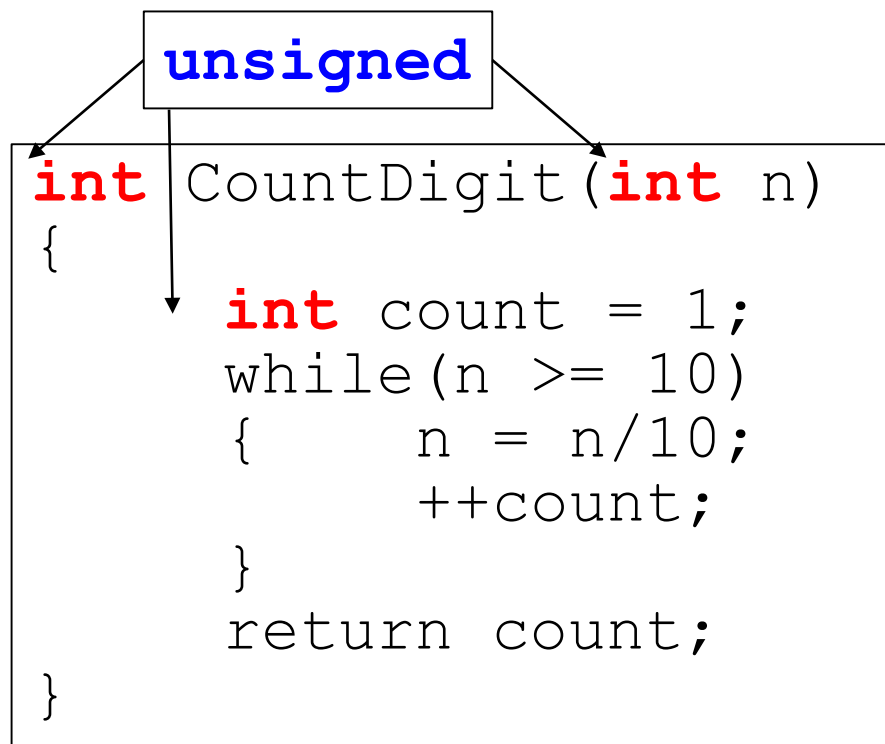 unsigned
int CountDigit(int n)
{
int count = 1;
while(n >= 10)
{ n = n/10;
++count;
}
return count;
}